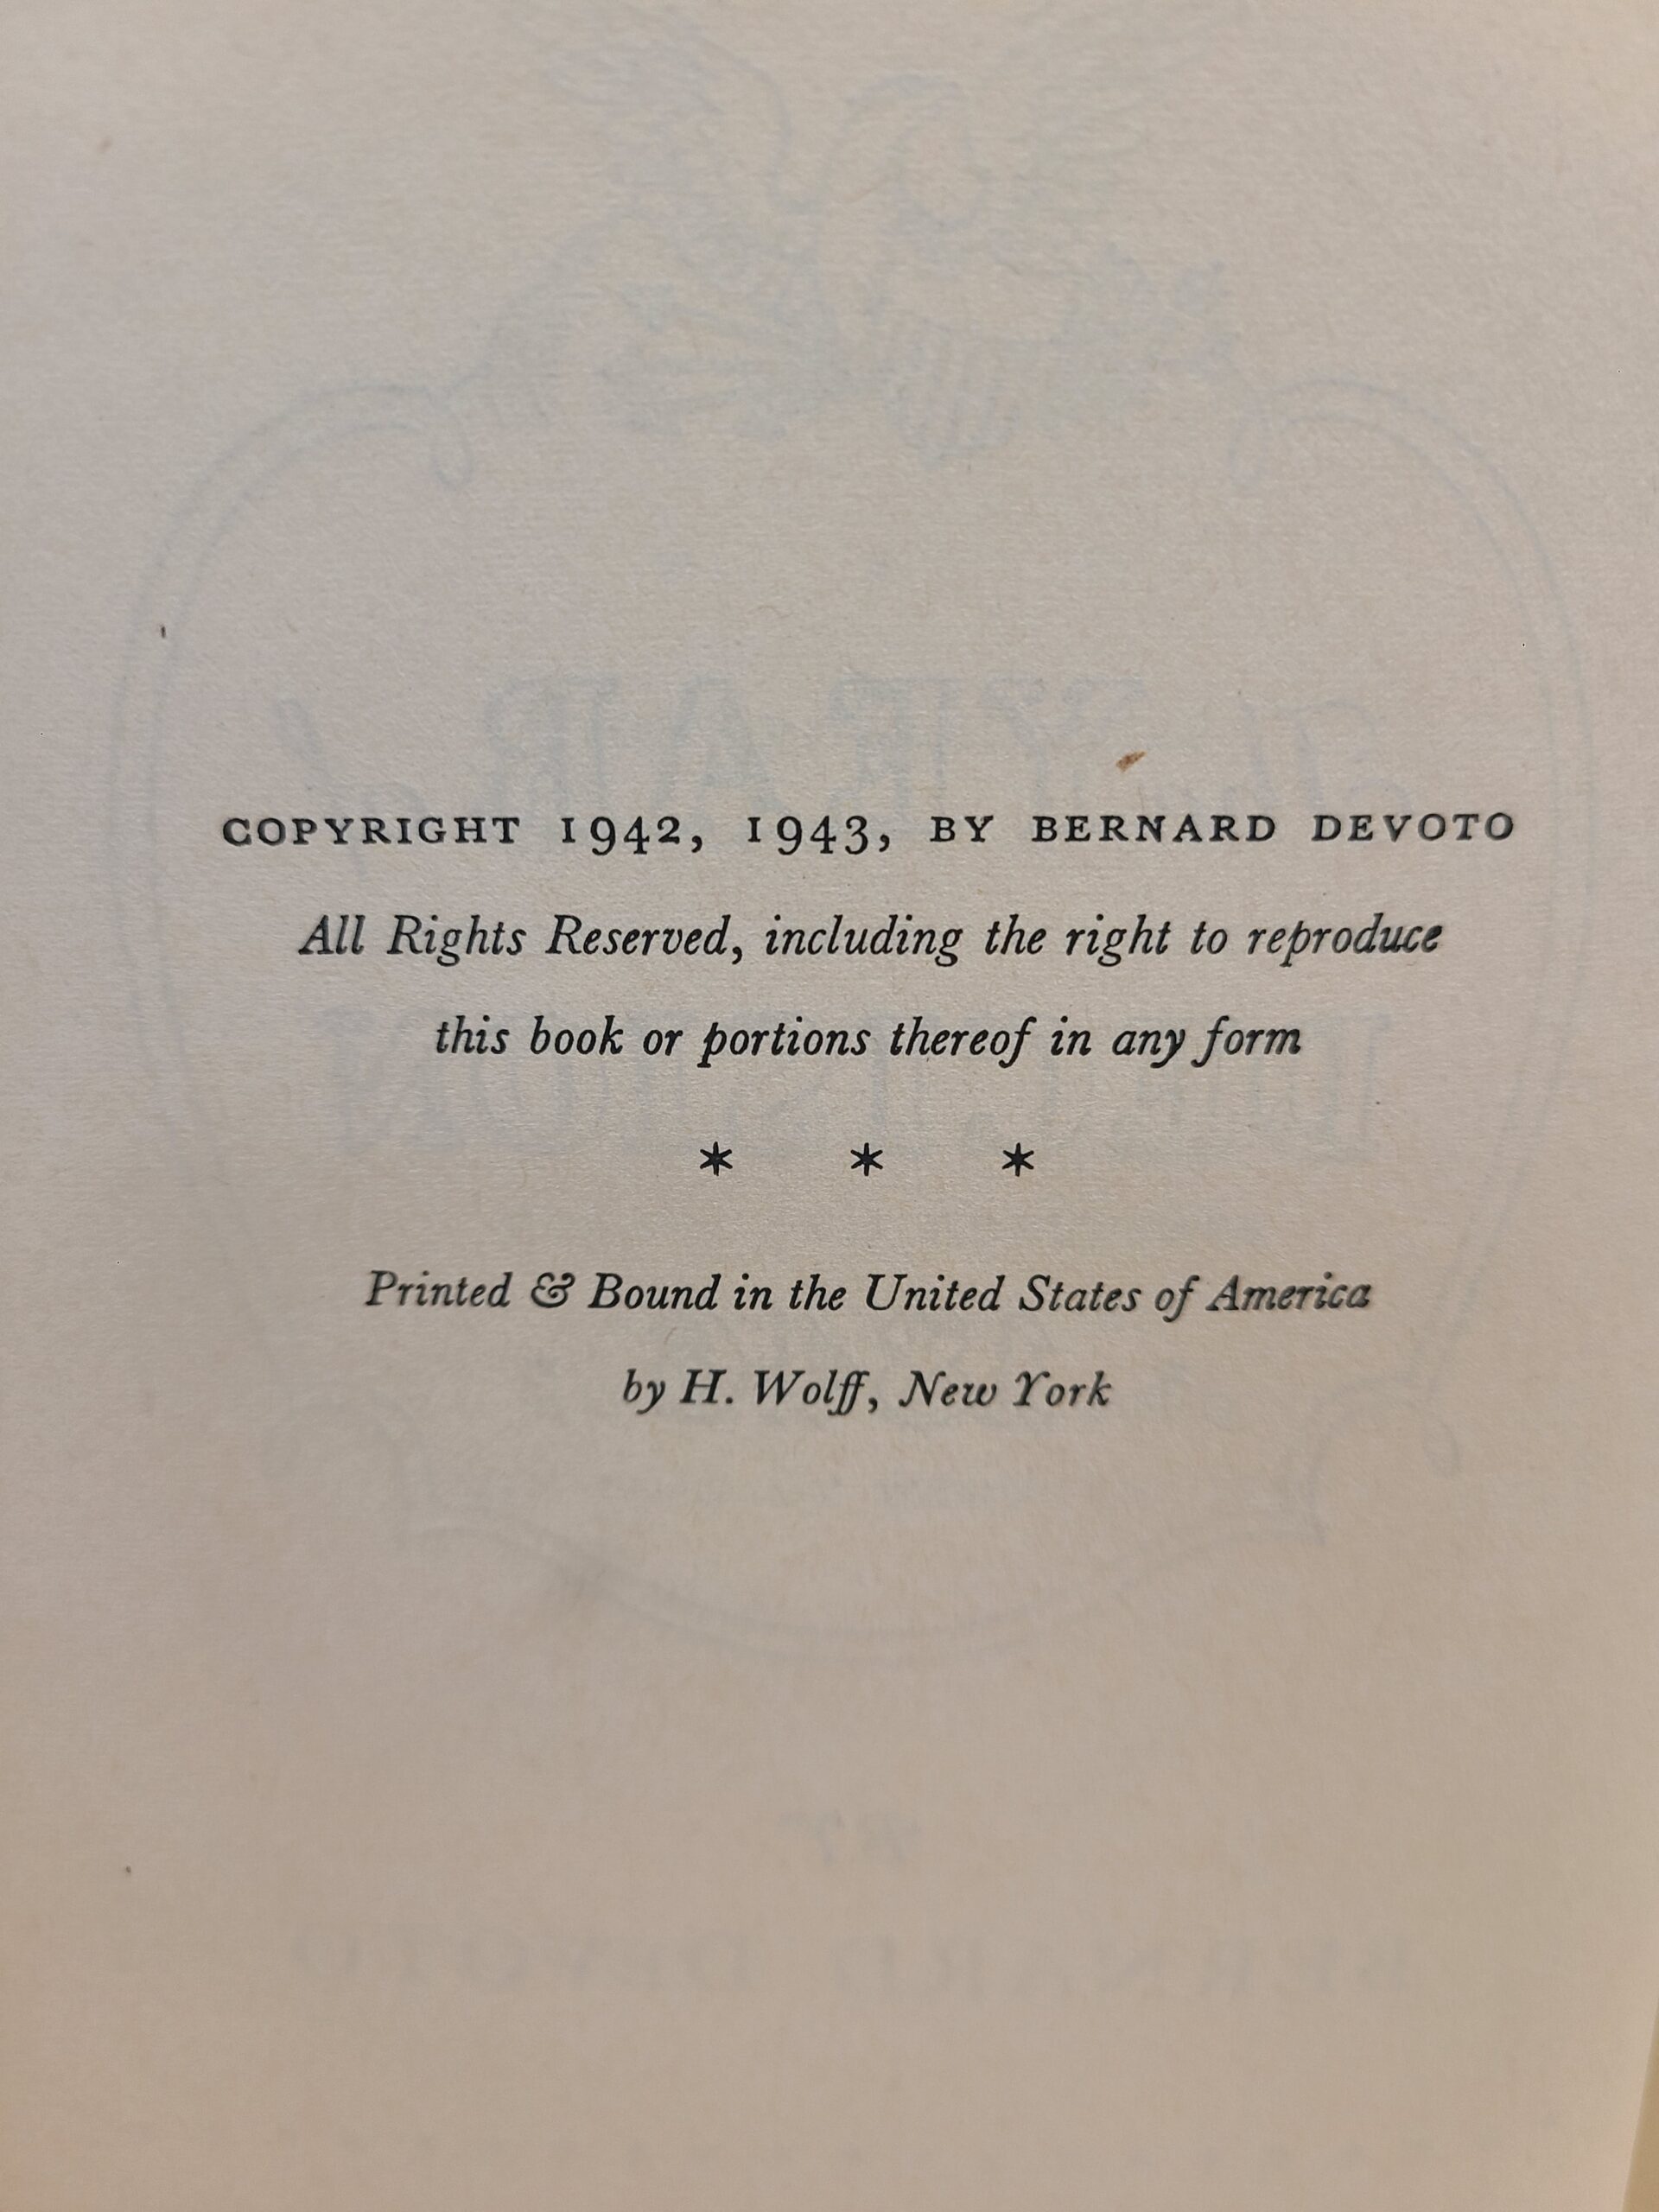 COPYRIGHT 1942, 1943, BY BERNARD DEVOTO
All Rights Reserved, including the right to reproduce
this book or portions thereof in any form
* * *
Printed & Bound in the United States of America
by H. Wolff, New York